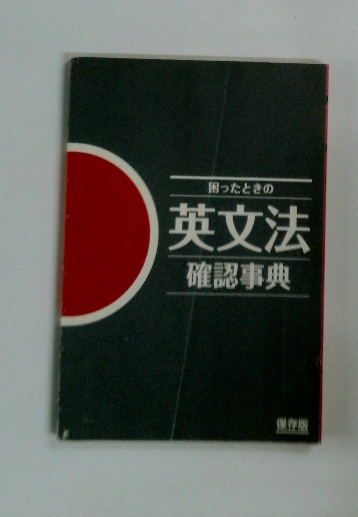 困ったときの
英文法
確認事典
保存版